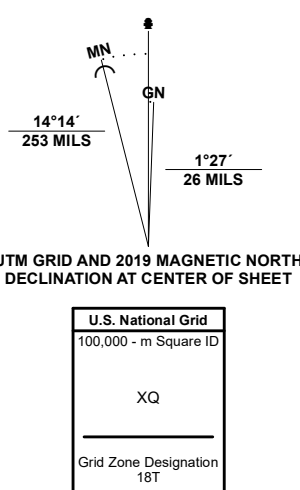 MN
GN
14°14´
253 MILS
1°27´
26 MILS
UTM GRID AND 2019 MAGNETIC NORTH
DECLINATION AT CENTER OF SHEET
U.S. National Grid
100,000 - m Square ID
XQ
Grid Zone Designation
18T